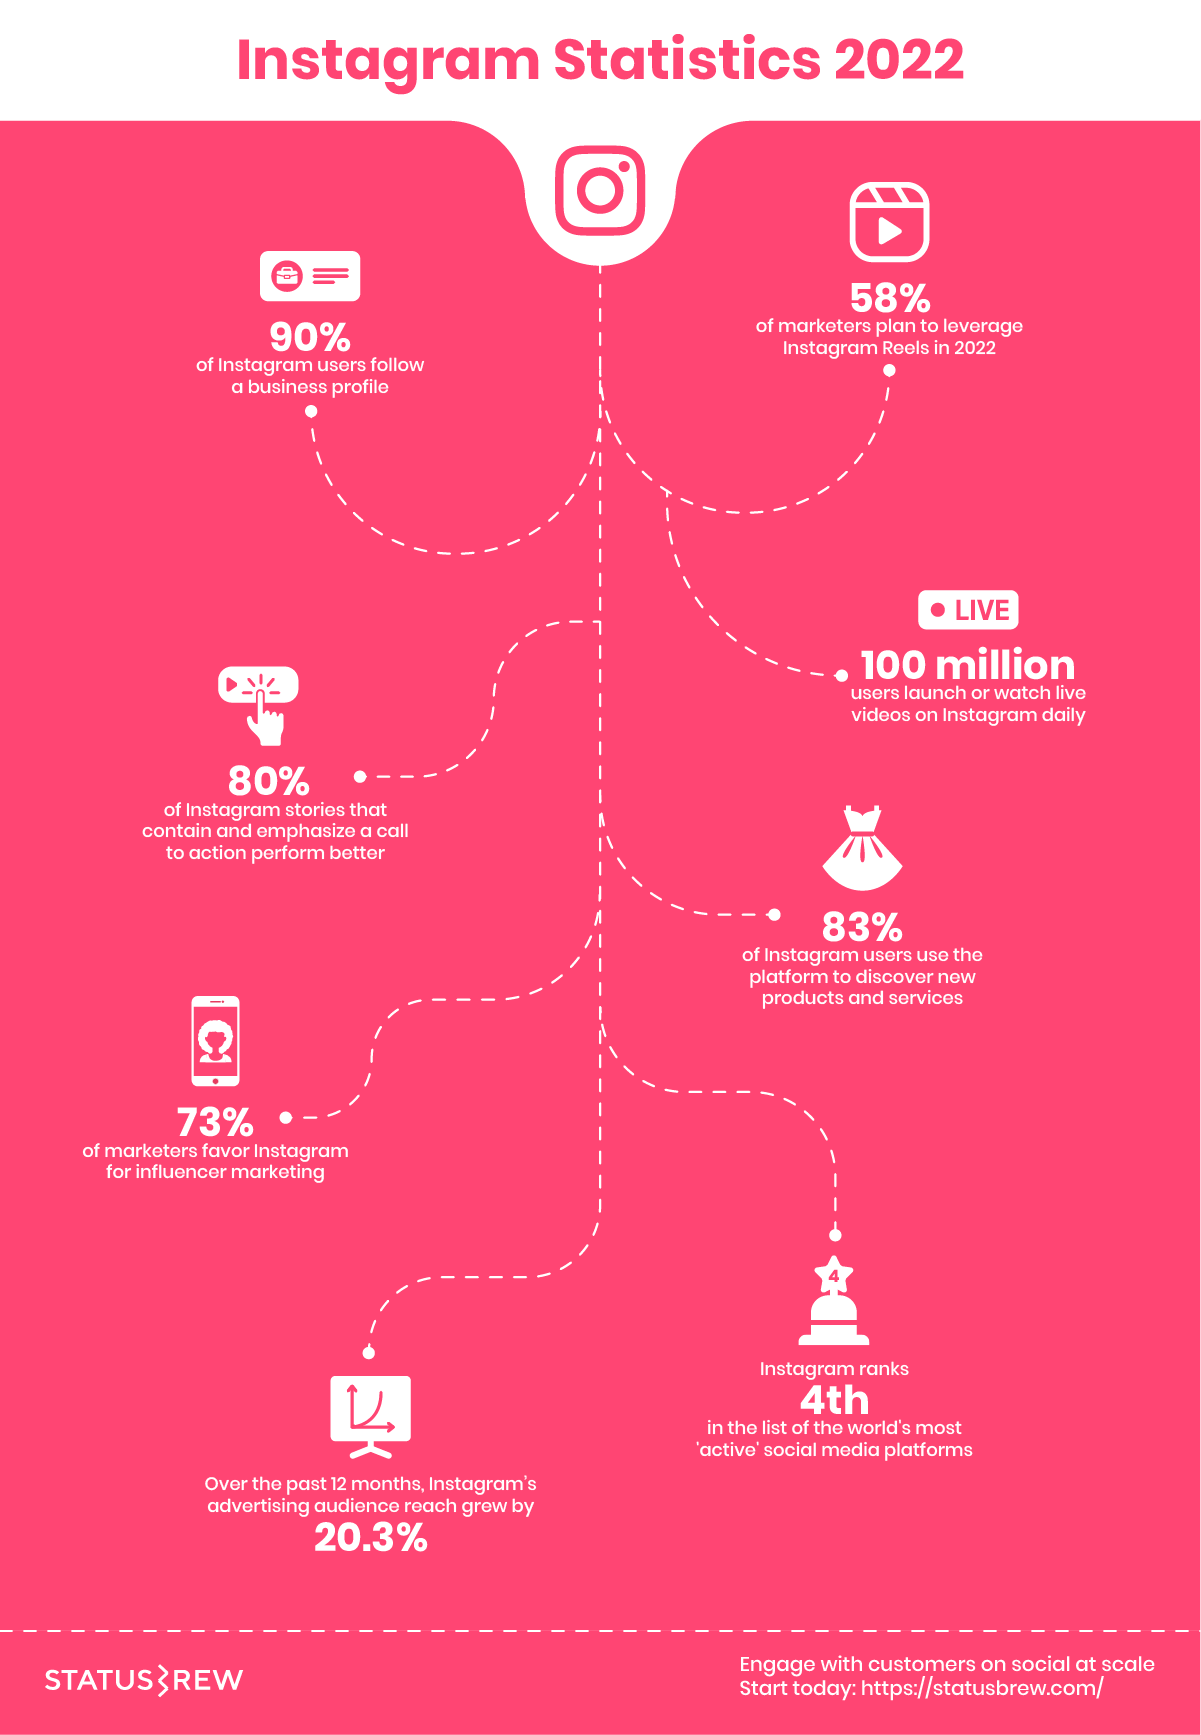 Instagram Statistics 2022
90%
of Instagram users follow
a business profile
58%
of marketers plan to leverage
Instagram Reels in 2022
LIVE
100 million
users launch or watch live
videos on Instagram daily
80%
of Instagram stories that
contain and emphasize a call
to action perform better
83%
of Instagram users use the
platform to discover new
products and services
73%
of marketers favor Instagram
for influencer marketing
4
Instagram ranks
4th
in the list of the world's most
'active' social media platforms
Over the past 12 months, Instagram's
advertising audience reach grew by
20.3%
STATUSBREW
Engage with customers on social at scale
Start today: https://statusbrew.com/